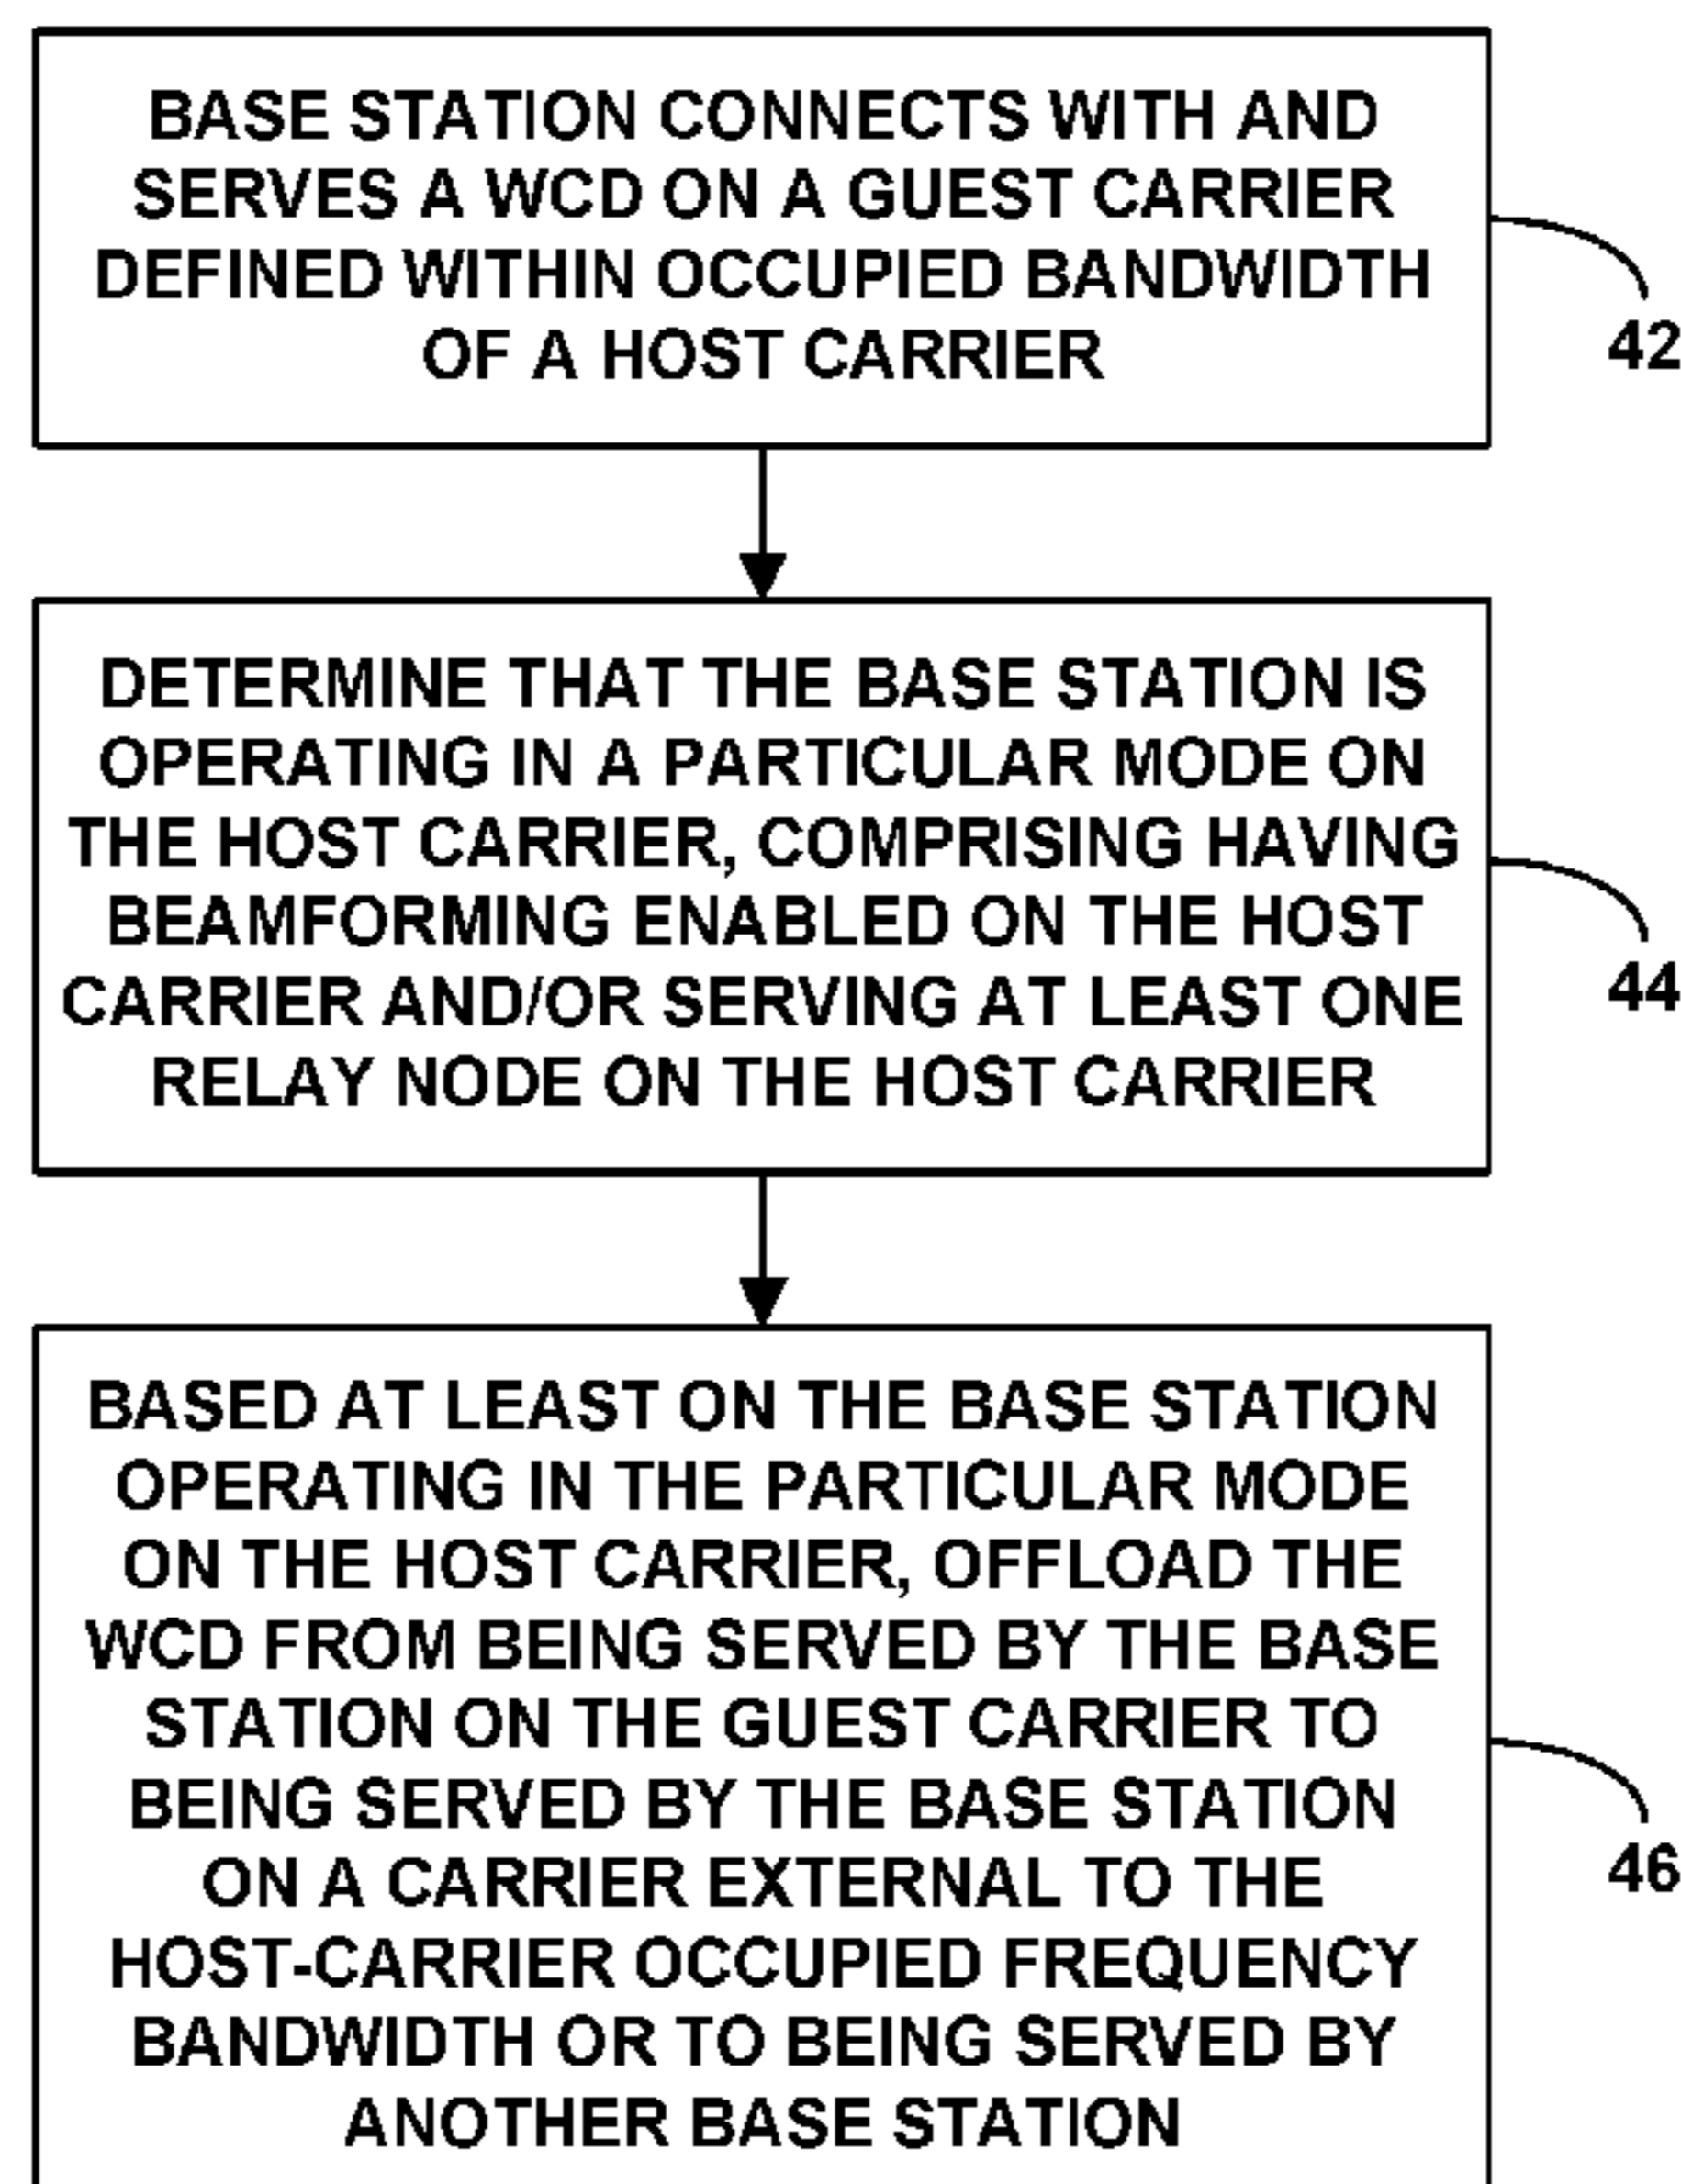 BASE STATION CONNECTS WITH AND
SERVES A WCD ON A GUEST CARRIER
DEFINED WITHIN OCCUPIED BANDWIDTH
OF A HOST CARRIER
42
DETERMINE THAT THE BASE STATION IS
OPERATING IN A PARTICULAR MODE ON
THE HOST CARRIER, COMPRISING HAVING
BEAMFORMING ENABLED ON THE HOST
CARRIER AND/OR SERVING AT LEAST ONE
RELAY NODE ON THE HOST CARRIER
44
BASED AT LEAST ON THE BASE STATION
OPERATING IN THE PARTICULAR MODE
ON THE HOST CARRIER, OFFLOAD THE
WCD FROM BEING SERVED BY THE BASE
STATION ON THE GUEST CARRIER TO
BEING SERVED BY THE BASE STATION
ON A CARRIER EXTERNAL TO THE
HOST-CARRIER OCCUPIED FREQUENCY
BANDWIDTH OR TO BEING SERVED BY
ANOTHER BASE STATION
46